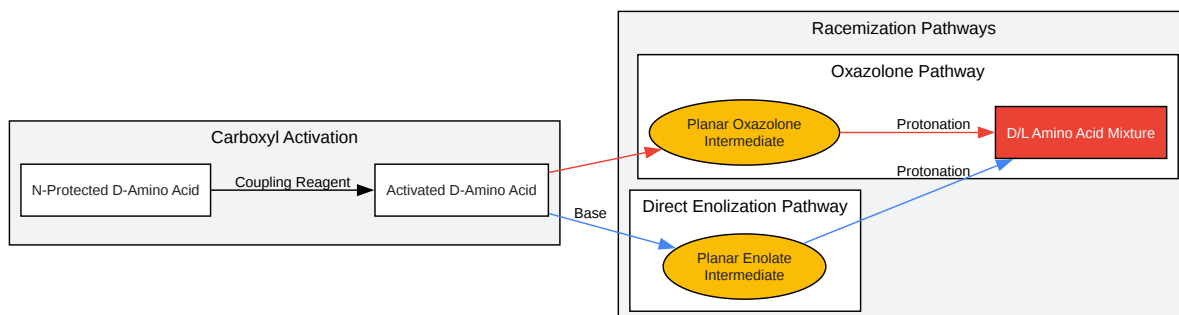 Racemization Pathways
Oxazolone Pathway
Carboxyl Activation
Planar Oxazolone
Intermediate
Protonation
D/L Amino Acid Mixture
N-Protected D-Amino Acid
Coupling Reagent
Activated D-Amino Acid
Protonation
Base
Direct Enolization Pathway
Planar Enolate
Intermediate